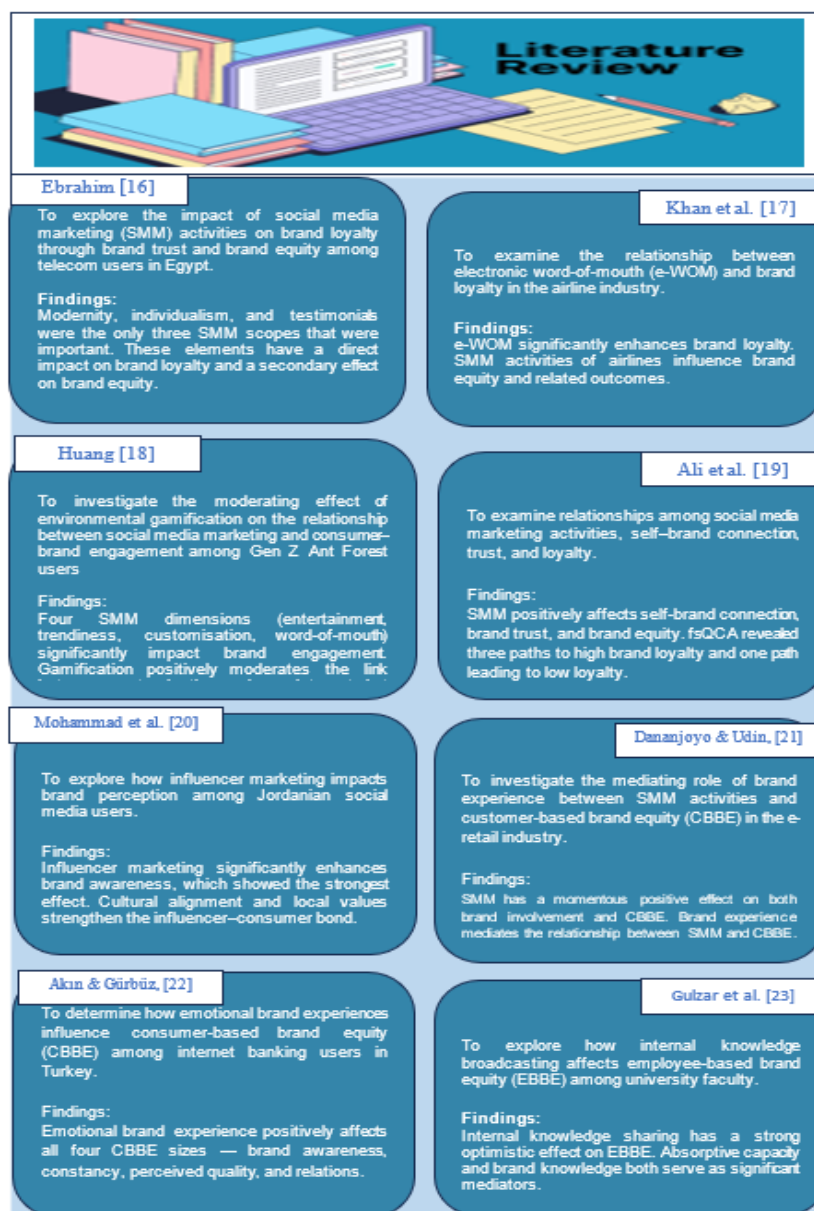 Literature
Review
Ebrahim [16]
To explore the impact of social media
marketing (SMM) activities on brand loyalty
through brand trust and brand equity among
telecom users in Egypt.
Findings:
Modernity, individualism, and testimonials
were the only three SMM scopes that were
important. These elements have a direct
impact on brand loyalty and a secondary effect
on brand equity.
Khan et al. [17]
To examine the relationship between
electronic word-of-mouth (e-WOM) and brand
loyalty in the airline industry.
Findings:
e-WOM significantly enhances brand loyalty.
SMM activities of airlines influence brand
equity and related outcomes.
Huang [18]
To investigate the moderating effect of
environmental gamification on the relationship
between social media marketing and consumer–
brand engagement among Gen Z Ant Forest
users
Findings:
Four SMM dimensions (entertainment,
trendiness, customisation, word-of-mouth)
significantly impact brand engagement.
Gamification positively moderates the link
Ali et al. [19]
To examine relationships among social media
marketing activities, self–brand connection,
trust, and loyalty.
Findings:
SMM positively affects self-brand connection,
brand trust, and brand equity. fsQCA revealed
three paths to high brand loyalty and one path
leading to low loyalty.
Mohammad et al. [20]
To explore how influencer marketing impacts
brand perception among Jordanian social
media users.
Findings:
Influencer marketing significantly enhances
brand awareness, which showed the strongest
effect. Cultural alignment and local values
strengthen the influencer–consumer bond.
Dananjoyo & Udin, [21]
To investigate the mediating role of brand
experience between SMM activities and
customer-based brand equity (CBBE) in the e-
retail industry.
Findings:
SMM has a momentous positive effect on both
brand involvement and CBBE. Brand experience
mediates the relationship between SMM and CBBE.
Akın & Gürbüz, [22]
To determine how emotional brand experiences
influence consumer-based brand equity
(CBBE) among internet banking users in
Turkey.
Findings:
Emotional brand experience positively affects
all four CBBE sizes — brand awareness,
constancy, perceived quality, and relations.
Gulzar et al. [23]
To explore how internal knowledge
broadcasting affects employee-based brand
equity (EBBE) among university faculty.
Findings:
Internal knowledge sharing has a strong
optimistic effect on EBBE. Absorptive capacity
and brand knowledge both serve as significant
mediators.